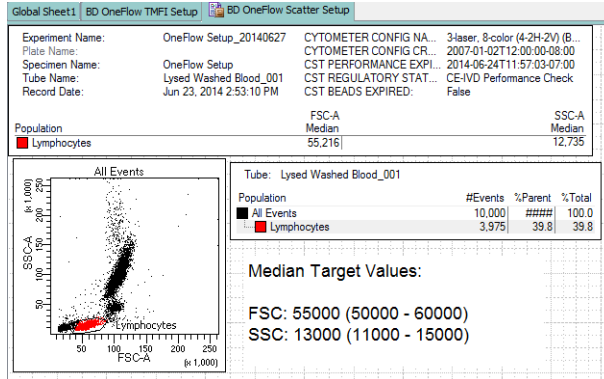 Global Sheet1 BD OneFlow TMFI Setup BD OneFlow Scatter Setup
Experiment Name: OneFlow Setup_20140627 CYTOMETER CONFIG NA... 3-laser, 8-color (4-2H-2V) (B...
Plate Name: CYTOMETER CONFIG CR... 2007-01-02T12:00:00-08:00
Specimen Name: OneFlow Setup CST PERFORMANCE EXPI... 2014-06-24T11:57:03-07:00
Tube Name: Lysed Washed Blood_001 CST REGULATORY STAT... CE-IVD Perfomance Check
Record Date: Jun 23, 2014 2:53:10 PM CST BEADS EXPIRED: False
FSC-A SSC-A
Population Median Median
Lymphocytes 55,216 12,735
All Events
(x 1,000)
250
200
150
100
50
SSC-A
Lymphocytes
50 100 150 200 250
FSC-A
(x 1,000)
Tube: Lysed Washed Blood_001
Population #Events %Parent %Total
All Events 10,000 #### 100.0
Lymphocytes 3,975 39.8 39.8
Median Target Values:
FSC: 55000 (50000 - 60000)
SSC: 13000 (11000 - 15000)